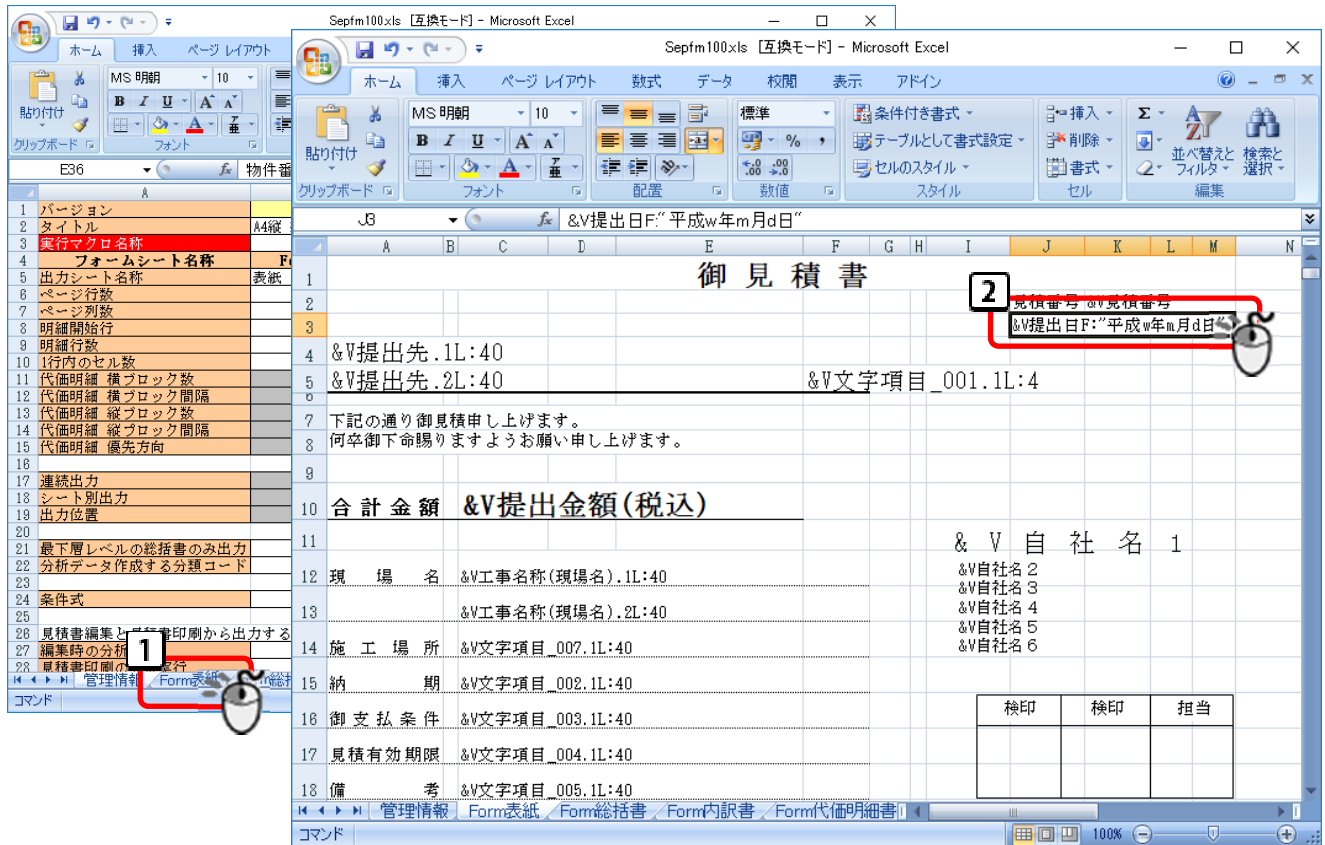 Sepfm100.xls [互換モード] - Microsoft Excel
ホーム 挿入 ページ レイアウト
MS 明朝 10
貼り付け
クリップボード フォント
E36 fx 物件番
A
1 バージョン
2 タイトル A4縦
3 実行マクロ名称
4 フォームシート名称
5 出力シート名称 表紙
6 ページ行数
7 ページ列数
8 明細開始行
9 明細行数
10 1行内のセル数
11 代価明細 横ブロック数
12 代価明細 横ブロック間隔
13 代価明細 縦ブロック数
14 代価明細 縦ブロック間隔
15 代価明細 優先方向
16
17 連続出力
18 シート別出力
19 出力位置
20
21 最下層レベルの総括書のみ出力
22 分析データ作成する分類コード
23
24 条件式
25
26 見積書編集と 書印刷から出力する
27 編集時の分析
28 見積書印刷の 実行
1
管理情報 Form表紙
コマンド
Sepfm100.xls [互換モード] - Microsoft Excel
ホーム 挿入 ページ レイアウト 数式 データ 校閲 表示 アドイン
貼り付け MS 明朝 10 標準 条件付き書式 テーブルとして書式設定 セルのスタイル 挿入 削除 書式 Σ 並べ替えと フィルタ 検索と 選択
クリップボード フォント 配置 数値 スタイル セル 編集
J3 fx &V提出日F:"平成w年m月d日"
A B C D E F G H I J K L M N
1 御見積書
2 見積番号 &V見積番号
2
3 &V提出日F:"平成w年m月d日"
4 &V提出先.1L:40
5 &V提出先.2L:40 &V文字項目_001.1L:4
6
7 下記の通り御見積申し上げます。
8 何卒御下命賜りますようお願い申し上げます。
9
10 合計金額 &V提出金額(税込)
11 &V自社名1
12 現場名 &V工事名称(現場名).1L:40 &V自社名2
&V自社名3
13 &V工事名称(現場名).2L:40 &V自社名4
&V自社名5
14 施工場所 &V文字項目_007.1L:40 &V自社名6
15 納期 &V文字項目_002.1L:40
16 御支払条件 &V文字項目_003.1L:40 検印 検印 担当
17 見積有効期限 &V文字項目_004.1L:40
18 備考 &V文字項目_005.1L:40
管理情報 Form表紙 Form総括書 Form内訳書 Form代価明細書
コマンド 100%